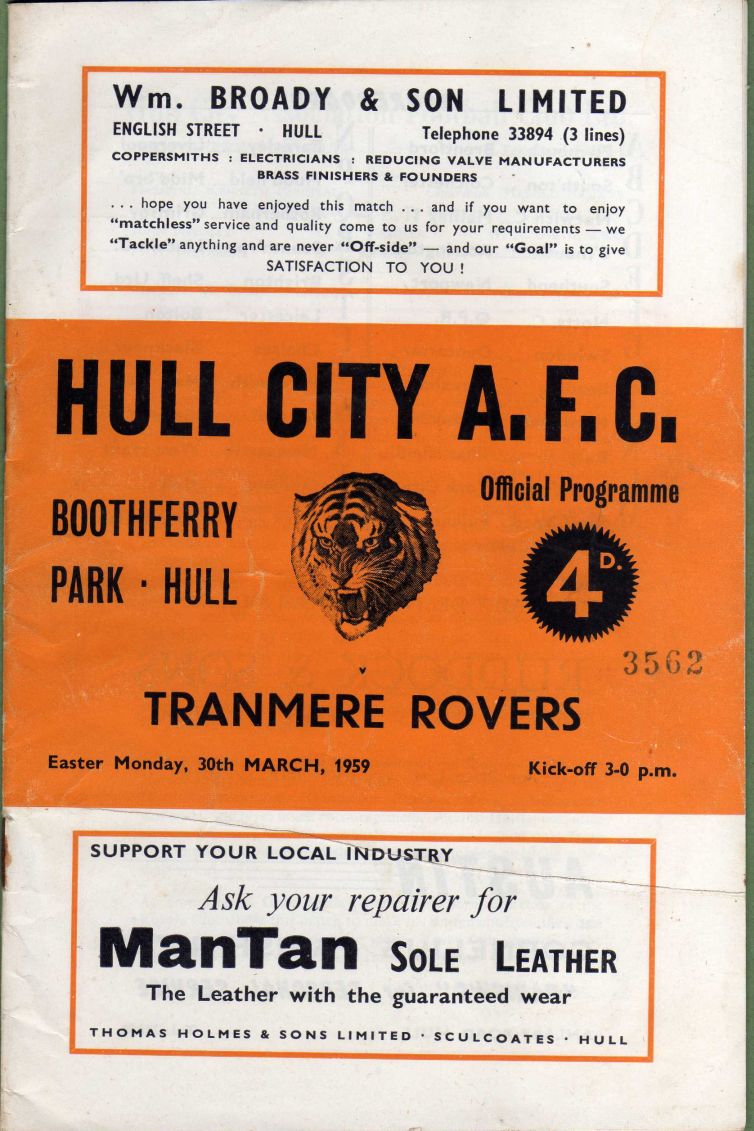 Wm. BROADY & SON LIMITED
ENGLISH STREET · HULL Telephone 33894 (3 lines)
COPPERSMITHS : ELECTRICIANS : REDUCING VALVE MANUFACTURERS
BRASS FINISHERS & FOUNDERS
. . . hope you have enjoyed this match . . . and if you want to enjoy
"matchless" service and quality come to us for your requirements — we
"Tackle" anything and are never "Off-side" — and our "Goal" is to give
SATISFACTION TO YOU !
HULL CITY A.F.C.
Official Programme
BOOTHFERRY
PARK · HULL
4D.
3562
v
TRANMERE ROVERS
Easter Monday, 30th MARCH, 1959 Kick-off 3-0 p.m.
SUPPORT YOUR LOCAL INDUSTRY
Ask your repairer for
ManTan SOLE LEATHER
The Leather with the guaranteed wear
THOMAS HOLMES & SONS LIMITED · SCULCOATES · HULL